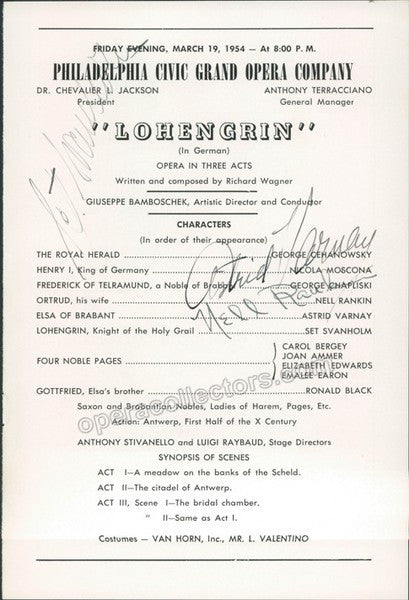 FRIDAY EVENING, MARCH 19, 1954 — At 8:00 P. M.
PHILADELPHIA CIVIC GRAND OPERA COMPANY
DR. CHEVALIER L. JACKSON ANTHONY TERRACCIANO
President General Manager
"LOHENGRIN"
(In German)
OPERA IN THREE ACTS
Written and composed by Richard Wagner
GIUSEPPE BAMBOSCHEK, Artistic Director and Conductor
CHARACTERS
(In order of their appearance)
THE ROYAL HERALD GEORGE CEHANOWSKY
HENRY I, King of Germany NICOLA MOSCONA
FREDERICK OF TELRAMUND, a Noble of Brabant GEORGE CHAPLISKI
ORTRUD, his wife NELL RANKIN
ELSA OF BRABANT ASTRID VARNAY
LOHENGRIN, Knight of the Holy Grail SET SVANHOLM
FOUR NOBLE PAGES
CAROL BERGEY
JOAN AMMER
ELIZABETH EDWARDS
EMALEE EARON
GOTTFRIED, Elsa's brother RONALD BLACK
Saxon and Brabantian Nobles, Ladies of Harem, Pages, Etc.
Action: Antwerp, First Half of the X Century
ANTHONY STIVANELLO and LUIGI RAYBAUD, Stage Directors
SYNOPSIS OF SCENES
ACT I—A meadow on the banks of the Scheld.
ACT II—The citadel of Antwerp.
ACT III, Scene I—The bridal chamber.
" II—Same as Act I.
Costumes – VAN HORN, Inc., MR. L. VALENTINO
Astrid Varnay
Nell Rankin
operacollectors.com